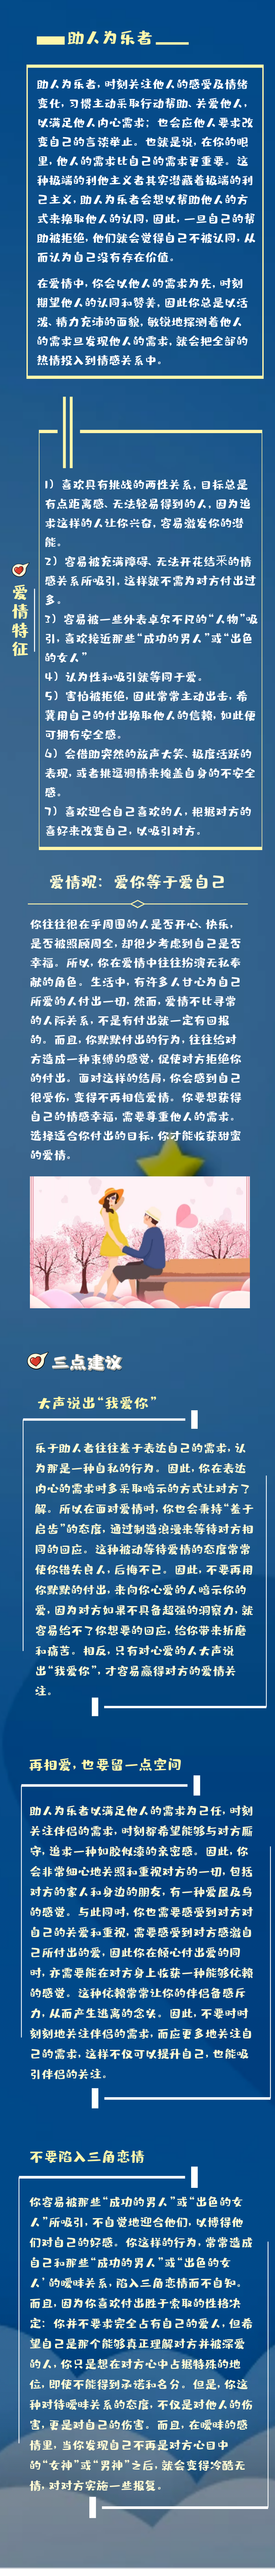 助人为乐者
助人为乐者，时刻关注他人的感受及情绪
变化，习惯主动采取行动帮助、关爱他人，
以满足他人内心需求；也会应他人要求改
变自己的言谈举止。也就是说，在你的眼
里，他人的需求比自己的需求更重要。这
种极端的利他主义者其实潜藏着极端的利
己主义，助人为乐者会想以帮助他人的方
式来换取他人的认同，因此，一旦自己的帮
助被拒绝，他们就会觉得自己不被认同，从
而认为自己没有存在价值。
在爱情中，你会以他人的需求为先，时刻
期望他人的认同和赞美，因此你总是以活
泼、精力充沛的面貌，敏锐地探测着他人
的需求旦发现他人的需求，就会把全部的
热情投入到情感关系中。
爱情特征
1）喜欢具有挑战的两性关系，目标总是
有点距离感、无法轻易得到的人，因为追
求这样的人让你兴奋，容易激发你的潜
能。
2）容易被充满障碍、无法开花结采的情
感关系所吸引，这样就不需为对方付出过
多。
3）容易被一些外表卓尔不凡的“人物”吸
引，喜欢接近那些“成功的男人”或“出色
的女人”
4）认为性和吸引就等同于爱。
5）害怕被拒绝，因此常常主动出击，希
冀用自己的付出换取他人的信赖，如此便
可拥有安全感。
6）会借助突然的放声大笑、极度活跃的
表现，或者挑逗调情来掩盖自身的不安全
感。
7）喜欢迎合自己喜欢的人，根据对方的
喜好来改变自己，以吸引对方。
爱情观：爱你等于爱自己
你往往很在乎周围的人是否开心、快乐，
是否被照顾周全，却很少考虑到自己是否
幸福。所以，你在爱情中往往扮演无私奉
献的角色。生活中，有许多人甘心为自己
所爱的人付出一切，然而，爱情不比寻常
的人际关系，不是有付出就一定有回报
的。而且，你默默付出的行为，往往给对
方造成一种束缚的感觉，促使对方拒绝你
的付出。面对这样的结局，你会感到自己
很受伤，变得不再相信爱情。你要想获得
自己的情感幸福，需要尊重他人的需求。
选择适合你付出的目标，你才能收获甜蜜
的爱情。
三点建议
大声说出“我爱你”
乐于助人者往往羞于表达自己的需求，认
为那是一种自私的行为。因此，你在表达
内心的需求时多采取暗示的方式让对方了
解。所以在面对爱情时，你也会秉持“羞于
启齿”的态度，通过制造浪漫来等待对方相
同的回应。这种被动等待爱情的态度常常
使你错失良人，后悔不已。因此，不要再用
你默默的付出，来向你心爱的人暗示你的
爱，因为对方如果不具备超强的洞察力，就
容易给不了你想要的回应，给你带来折磨
和痛苦。相反，只有对心爱的人大声说
出“我爱你”，才容易赢得对方的爱情关
注。
再相爱，也要留一点空间
助人为乐者以满足他人的需求为己任，时刻
关注伴侣的需求，时刻都希望能够与对方厮
守，追求一种如胶似漆的亲密感。因此，你
会非常细心地关照和重视对方的一切，包括
对方的家人和身边的朋友，有一种爱屋及乌
的感觉。与此同时，你也需要感受到对方对
自己的关爱和重视，需要感受到对方感激自
己所付出的爱，因此你在倾心付出爱的同
时，亦需要能在对方身上收获一种能够依赖
的感觉。这种依赖常常让你的伴侣备感斥
力，从而产生逃离的念头。因此，不要时时
刻刻地关注伴侣的需求，而应更多地关注自
己的需求，这样不仅可以提升自己，也能吸
引伴侣的关注。
不要陷入三角恋情
你容易被那些“成功的男人”或“出色的女
人”所吸引，不自觉地迎合他们，以博得他
们对自己的好感。你这样的行为，常常造成
自己和那些“成功的男人”或“出色的女
人’的暧昧关系，陷入三角恋情而不自知。
而且，因为你喜欢付出胜于索取的性格决
定：你并不要求完全占有自己的爱人，但希
望自己是那个能够真正理解对方并被深爱
的人，你只是想在对方心中占据特殊的地
位，即使不能得到承诺和名分。但是，你这
种对待暧昧关系的态度，不仅是对他人的伤
害，更是对自己的伤害。而且，在暧昧的感
情里，当你发现自己不再是对方心目中
的“女神”或“男神”之后，就会变得冷酷无
情，对对方实施一些报复。